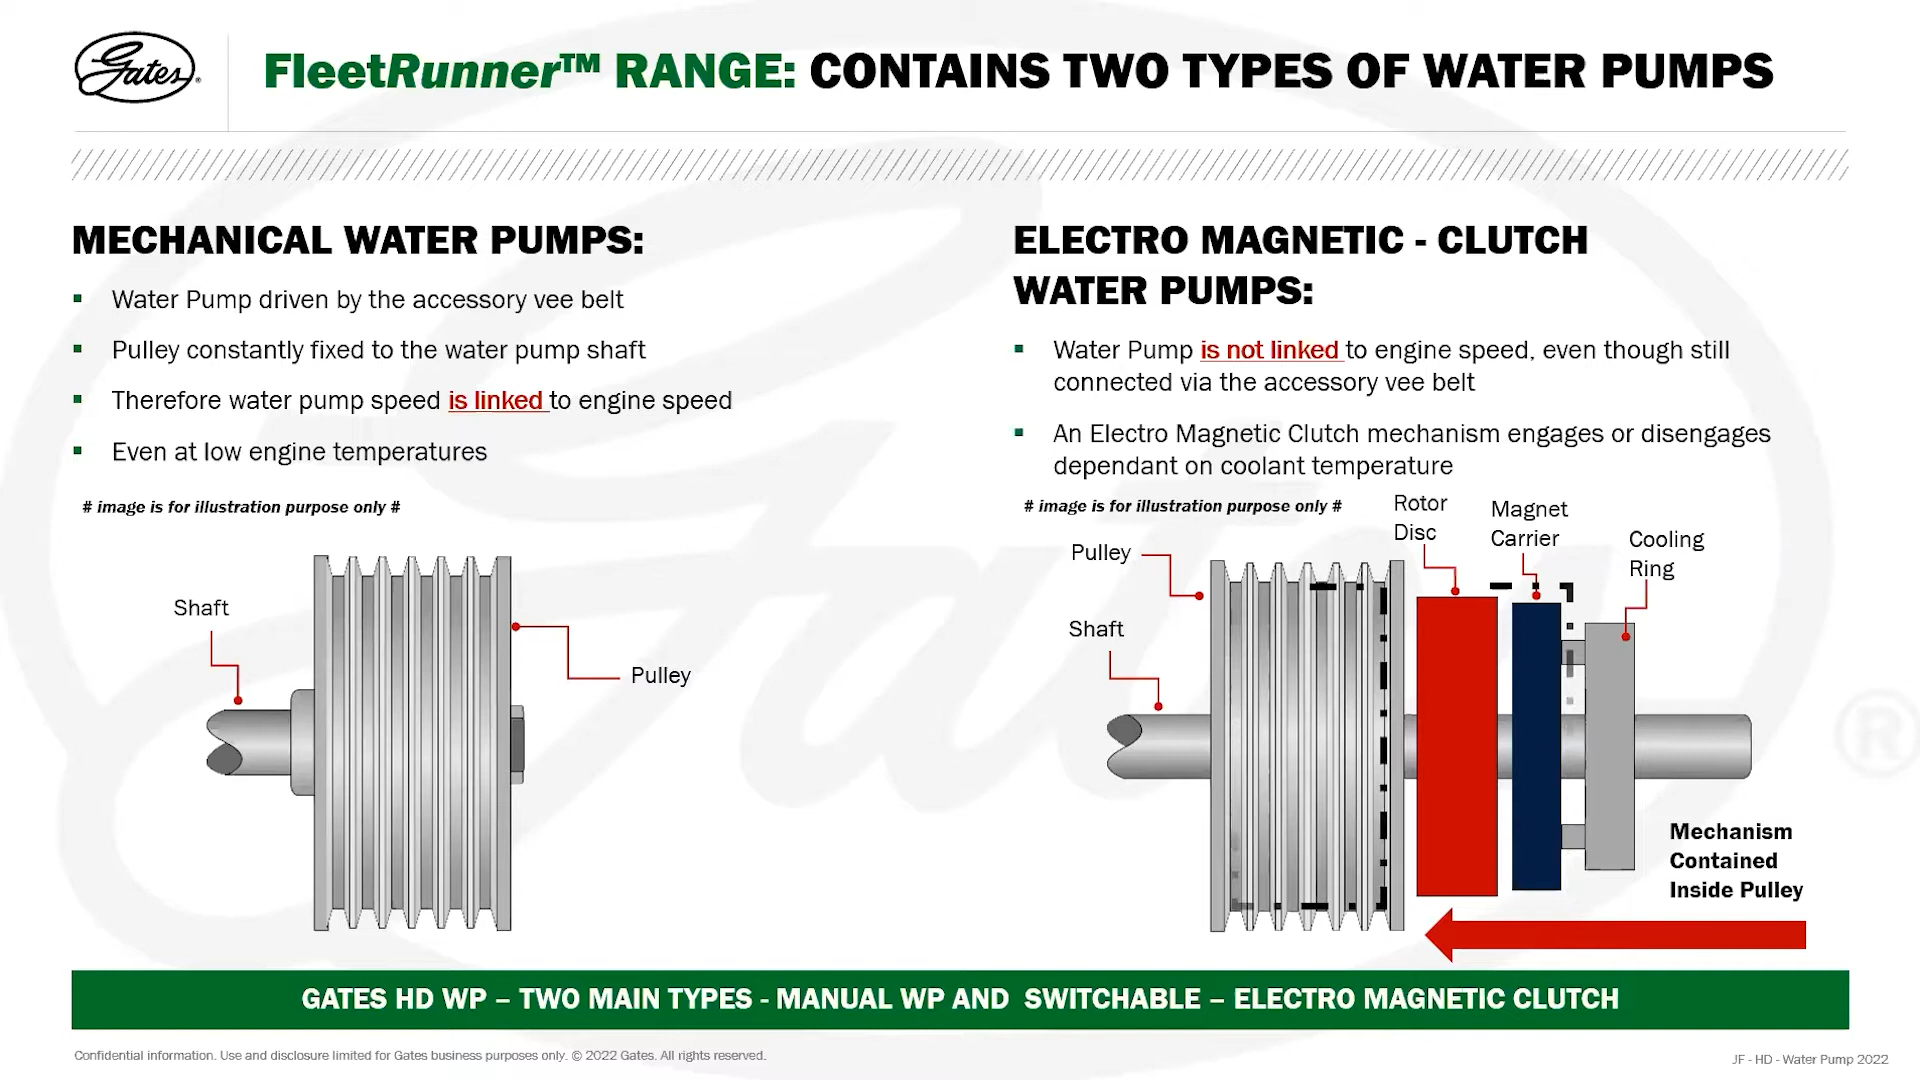 Gates®
FleetRunner™ RANGE: CONTAINS TWO TYPES OF WATER PUMPS
MECHANICAL WATER PUMPS:
▪ Water Pump driven by the accessory vee belt
▪ Pulley constantly fixed to the water pump shaft
▪ Therefore water pump speed is linked to engine speed
▪ Even at low engine temperatures
# image is for illustration purpose only #
Shaft
Pulley
ELECTRO MAGNETIC - CLUTCH
WATER PUMPS:
▪ Water Pump is not linked to engine speed, even though still
connected via the accessory vee belt
▪ An Electro Magnetic Clutch mechanism engages or disengages
dependant on coolant temperature
# image is for illustration purpose only #
Rotor
Disc
Magnet
Carrier
Cooling
Ring
Pulley
Shaft
Mechanism
Contained
Inside Pulley
Gates®
GATES HD WP – TWO MAIN TYPES - MANUAL WP AND SWITCHABLE – ELECTRO MAGNETIC CLUTCH
Confidential information. Use and disclosure limited for Gates business purposes only. © 2022 Gates. All rights reserved.
JF - HD - Water Pump 2022